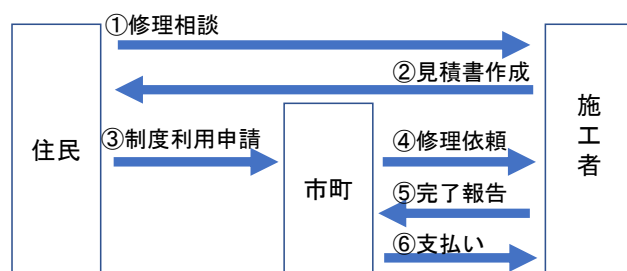 ①修理相談
②見積書作成
住民
③制度利用申請
市町
④修理依頼
⑤完了報告
⑥支払い
施工者